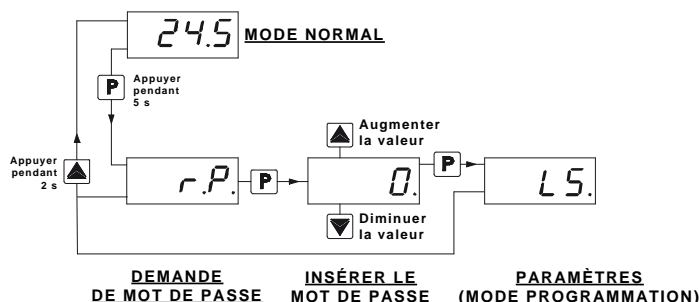 24.5
MODE NORMAL
P
Appuyer
pendant
5 s
Appuyer
pendant
2 s
r.P.
P
Augmenter
la valeur
0.
Diminuer
la valeur
P
LS.
DEMANDE
DE MOT DE PASSE
INSÉRER LE
MOT DE PASSE
PARAMÈTRES
(MODE PROGRAMMATION)